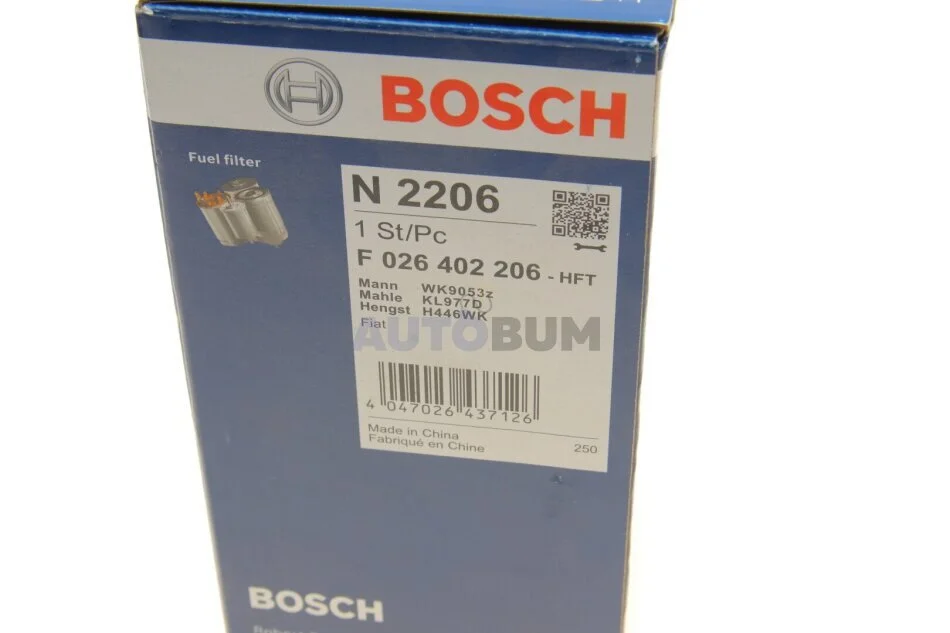 BOSCH
Fuel filter
N 2206
1 St/Pc
F 026 402 206 - HFT
Mann WK9053z
Mahle KL977D
Hengst H446WK
Fiat
AUTOBUM
4 047026 437126
Made in China
Fabriqué en Chine
250
BOSCH